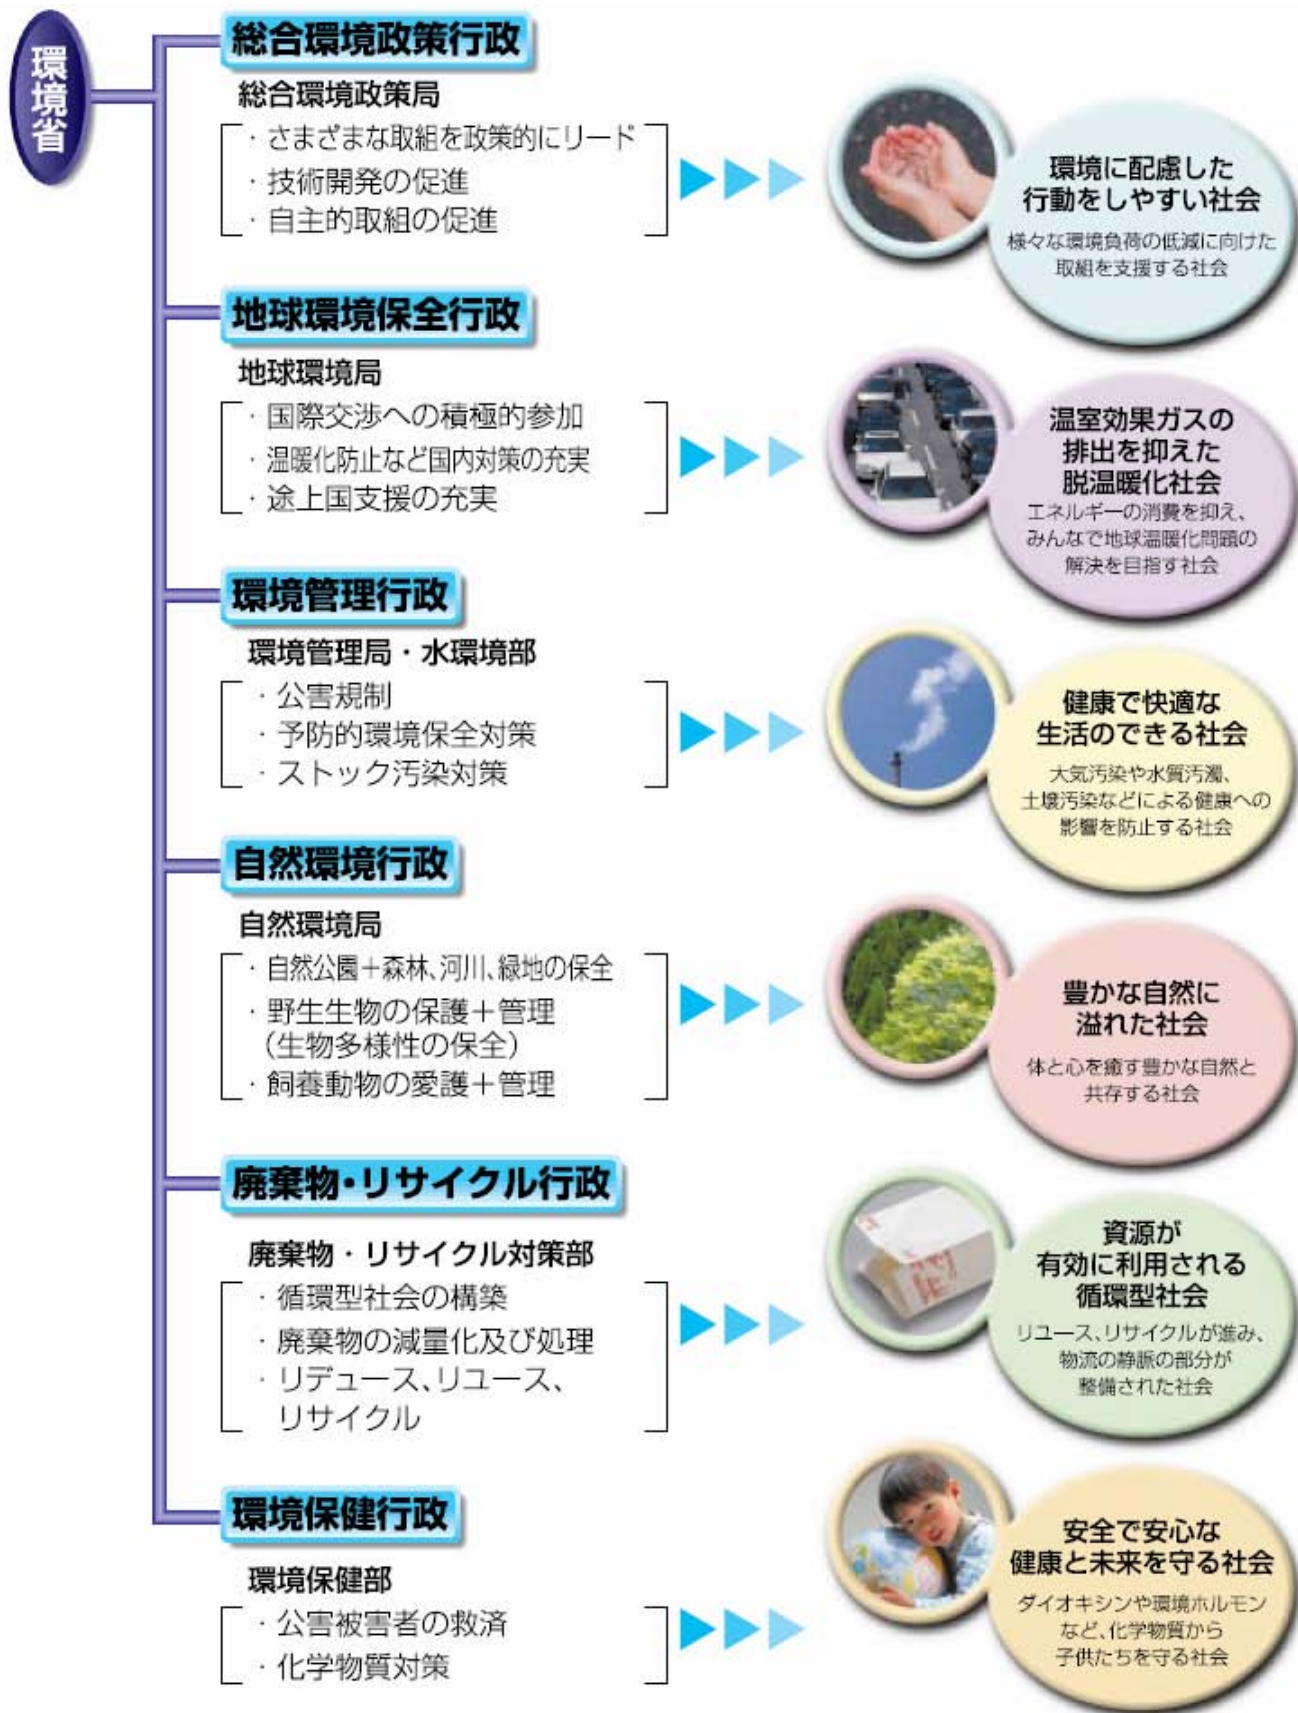 環境省
総合環境政策行政
総合環境政策局
・さまざまな取組を政策的にリード
・技術開発の促進
・自主的取組の促進
環境に配慮した
行動をしやすい社会
様々な環境負荷の低減に向けた
取組を支援する社会
地球環境保全行政
地球環境局
・国際交渉への積極的参加
・温暖化防止など国内対策の充実
・途上国支援の充実
温室効果ガスの
排出を抑えた
脱温暖化社会
エネルギーの消費を抑え、
みんなで地球温暖化問題の
解決を目指す社会
環境管理行政
環境管理局・水環境部
・公害規制
・予防的環境保全対策
・ストック汚染対策
健康で快適な
生活のできる社会
大気汚染や水質汚濁、
土壌汚染などによる健康への
影響を防止する社会
自然環境行政
自然環境局
・自然公園＋森林、河川、緑地の保全
・野生生物の保護＋管理
（生物多様性の保全）
・飼養動物の愛護＋管理
豊かな自然に
溢れた社会
体と心を癒す豊かな自然と
共存する社会
廃棄物・リサイクル行政
廃棄物・リサイクル対策部
・循環型社会の構築
・廃棄物の減量化及び処理
・リデュース、リユース、
リサイクル
資源が
有効に利用される
循環型社会
リユース、リサイクルが進み、
物流の静脈の部分が
整備された社会
環境保健行政
環境保健部
・公害被害者の救済
・化学物質対策
安全で安心な
健康と未来を守る社会
ダイオキシンや環境ホルモン
など、化学物質から
子供たちを守る社会